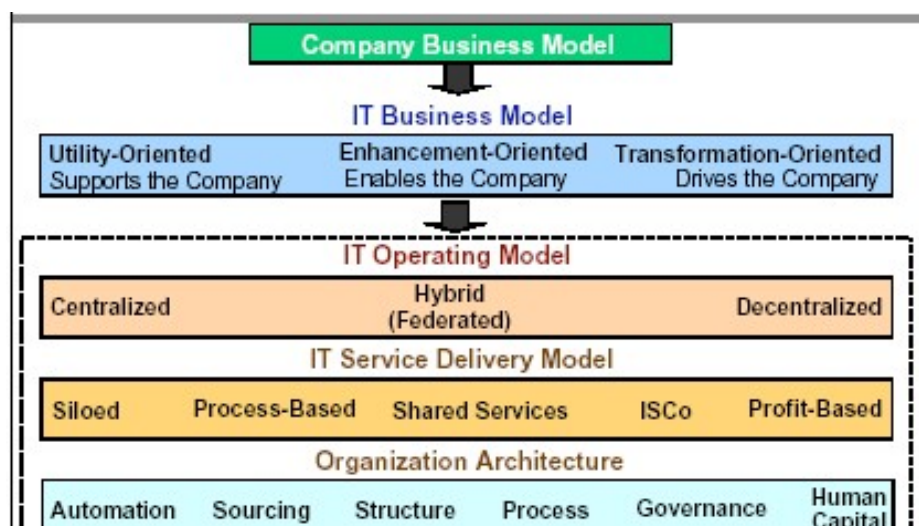 Company Business Model
IT Business Model
Utility-Oriented Enhancement-Oriented Transformation-Oriented
Supports the Company Enables the Company Drives the Company
IT Operating Model
Centralized Hybrid (Federated) Decentralized
IT Service Delivery Model
Siloed Process-Based Shared Services ISCo Profit-Based
Organization Architecture
Automation Sourcing Structure Process Governance Human Capital